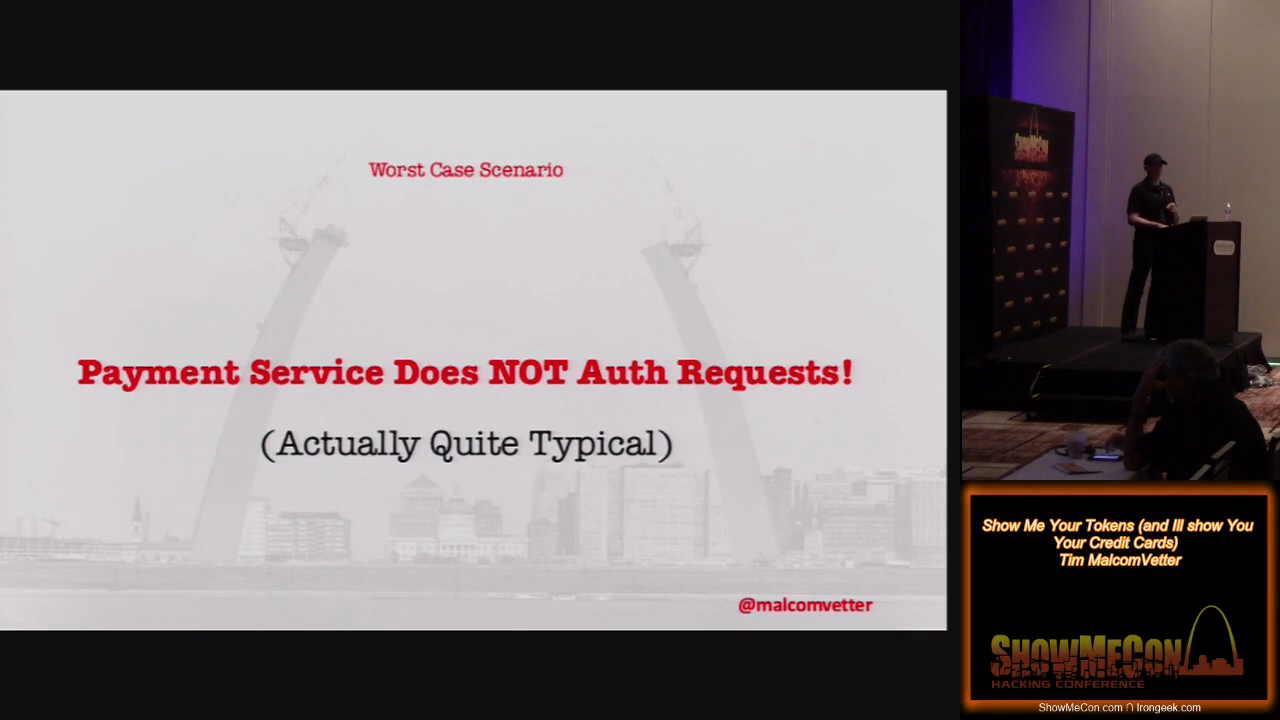 Worst Case Scenario
Payment Service Does NOT Auth Requests!
(Actually Quite Typical)
@malcomvetter
SHOWMECON
Show Me Your Tokens (and Ill show You
Your Credit Cards)
Tim MalcomVetter
SHOWMECON
HACKING CONFERENCE
ShowMeCon.com ∩ Irongeek.com